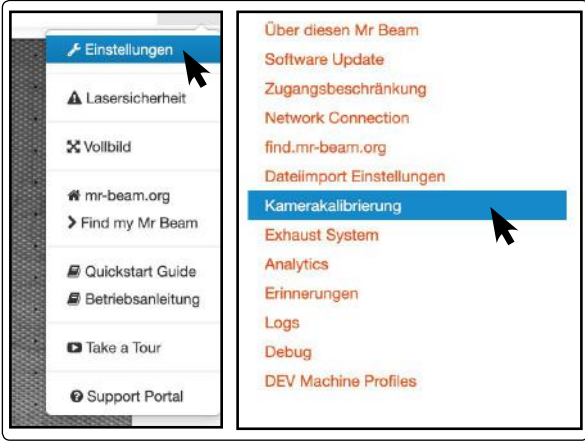 Einstellungen
Lasersicherheit
Vollbild
mr-beam.org
Find my Mr Beam
Quickstart Guide
Betriebsanleitung
Take a Tour
Support Portal
Über diesen Mr Beam
Software Update
Zugangsbeschränkung
Network Connection
find.mr-beam.org
Dateiimport Einstellungen
Kamerakalibrierung
Exhaust System
Analytics
Erinnerungen
Logs
Debug
DEV Machine Profiles